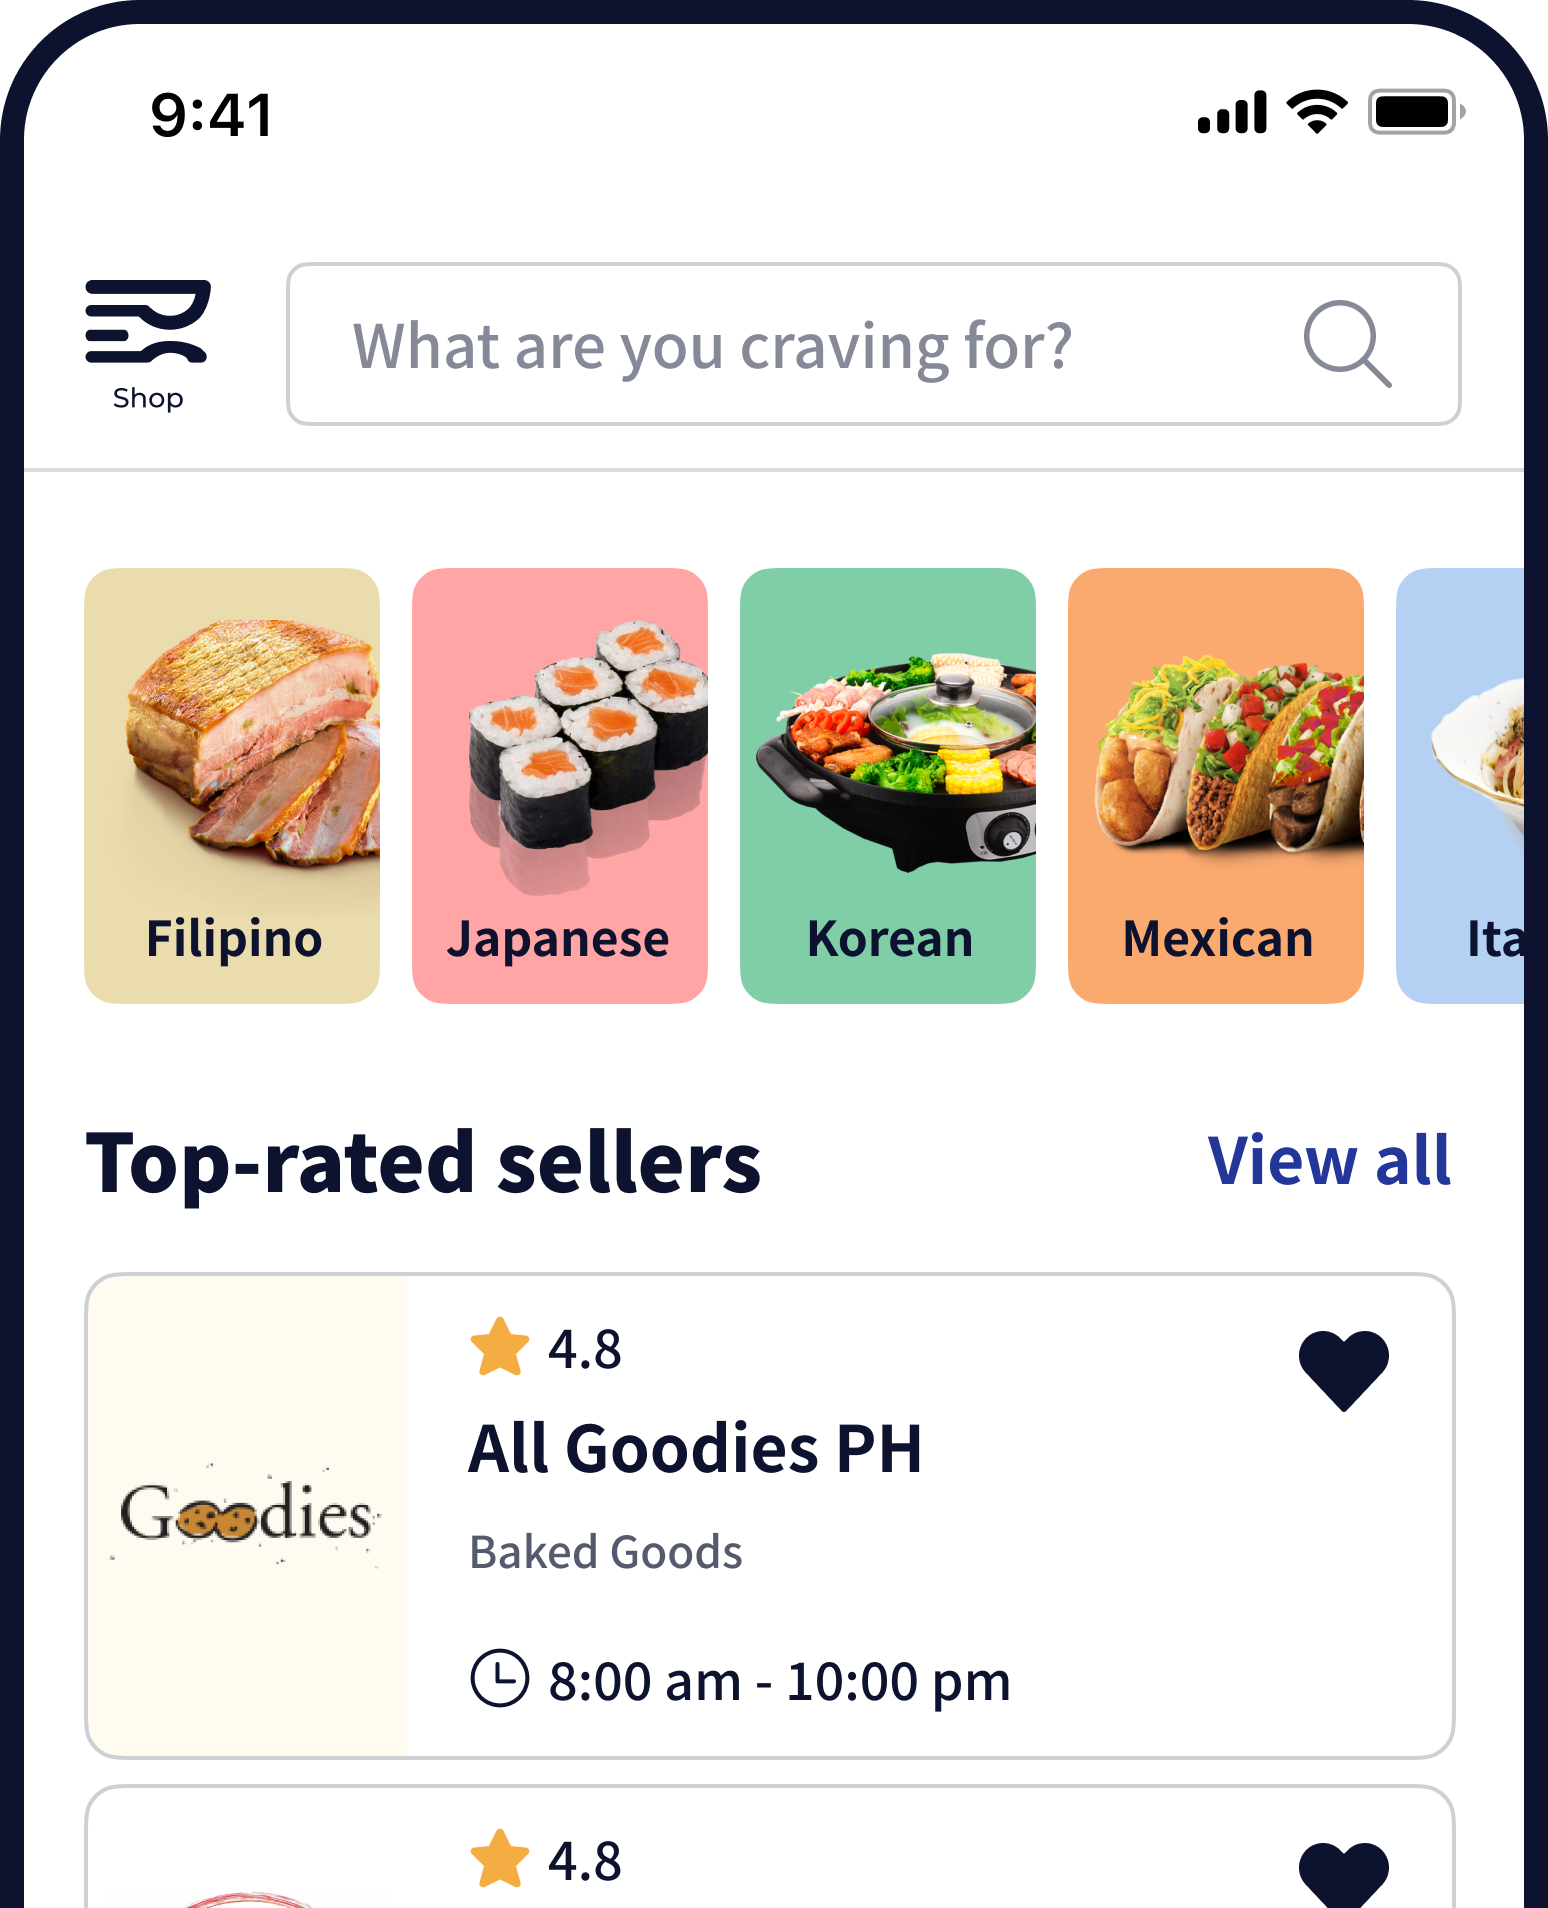 9:41
What are you craving for?
Shop
Filipino
Japanese
Korean
Mexican
Ita
Top-rated sellers
View all
4.8
All Goodies PH
Goodies
Baked Goods
8:00 am - 10:00 pm
4.8